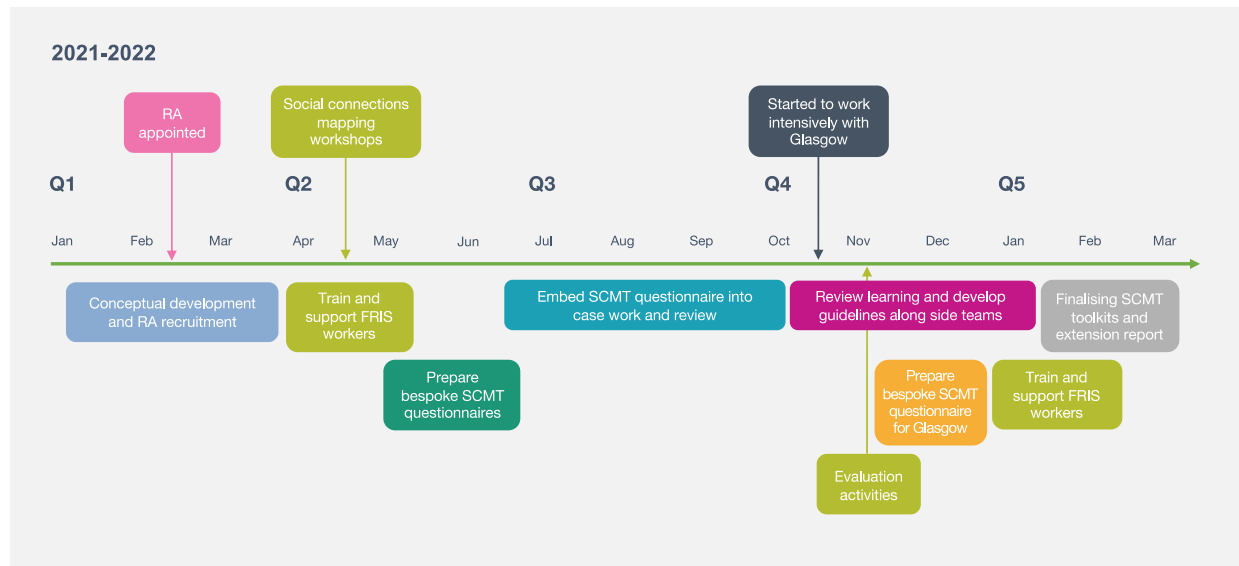 2021-2022
RA
appointed
Social connections
mapping
workshops
Started to work
intensively with
Glasgow
Q1
Q2
Q3
Q4
Q5
Jan
Feb
Mar
Apr
May
Jun
Jul
Aug
Sep
Oct
Nov
Dec
Jan
Feb
Mar
Conceptual development
and RA recruitment
Train and
support FRIS
workers
Embed SCMT questionnaire into
case work and review
Review learning and develop
guidelines along side teams
Finalising SCMT
toolkits and
extension report
Prepare
bespoke SCMT
questionnaires
Prepare
bespoke SCMT
questionnaire
for Glasgow
Train and
support FRIS
workers
Evaluation
activities